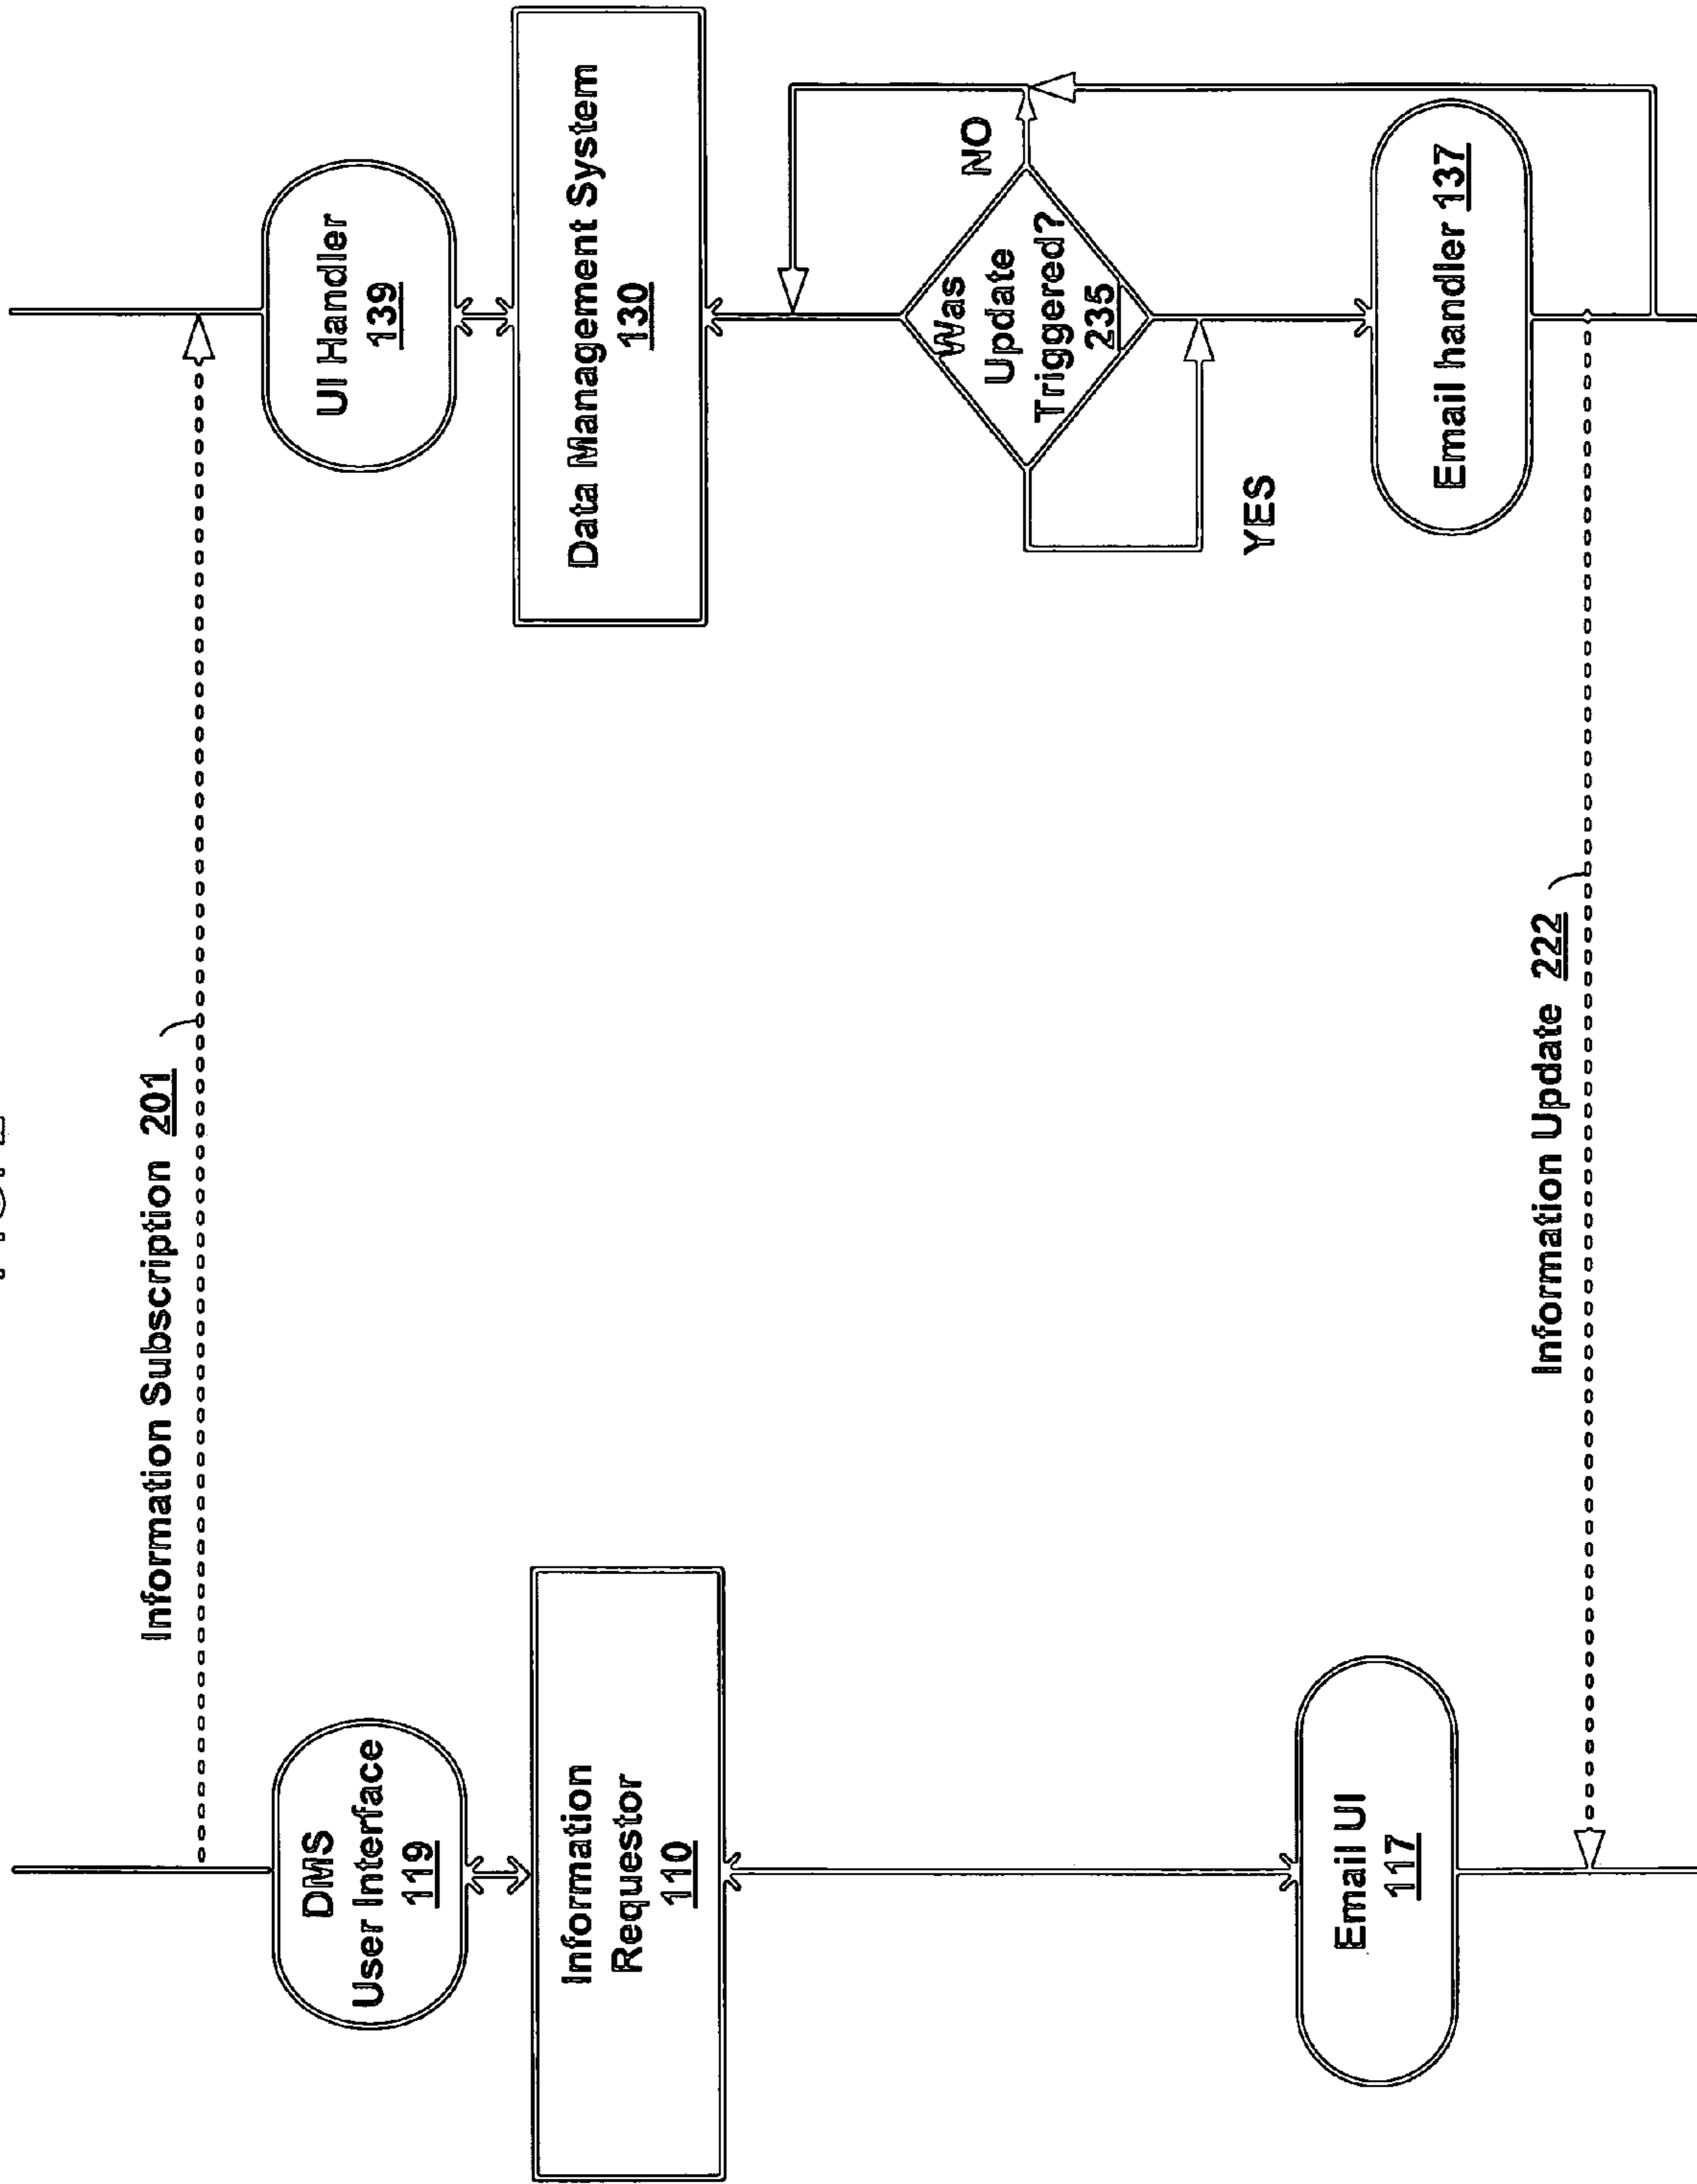 Information Subscription 201
DMS
User Interface
119
UI Handler
139
Information
Requestor
110
Data Management System
130
Was
Update
Triggered?
235
NO
YES
Email UI
117
Email handler 137
Information Update 222